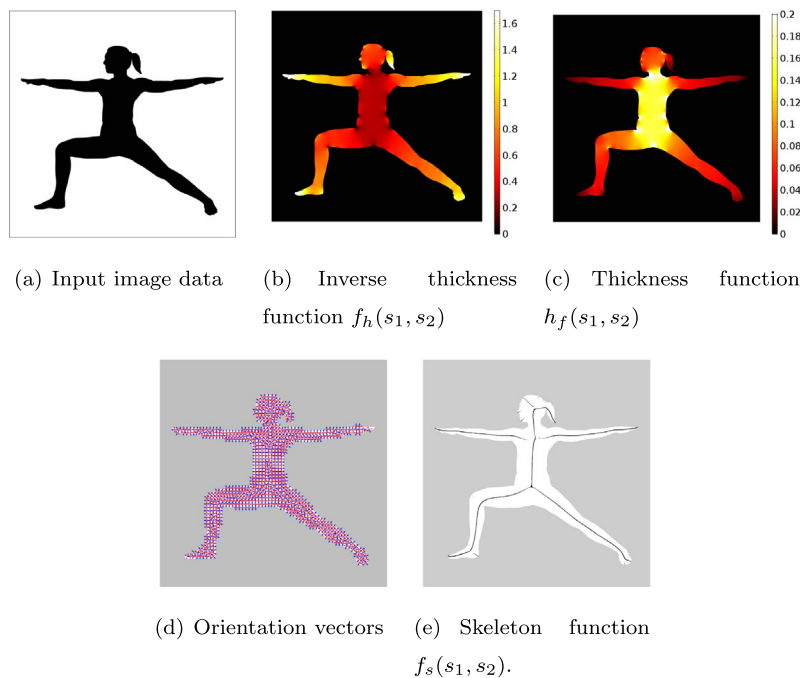 1.6
1.4
1.2
1
0.8
0.6
0.4
0.2
0
0.2
0.18
0.16
0.14
0.12
0.1
0.08
0.06
0.04
0.02
0
(a) Input image data
(b) Inverse thickness
function f_h(s_1, s_2)
(c) Thickness function
h_f(s_1, s_2)
(d) Orientation vectors
(e) Skeleton function
f_s(s_1, s_2).